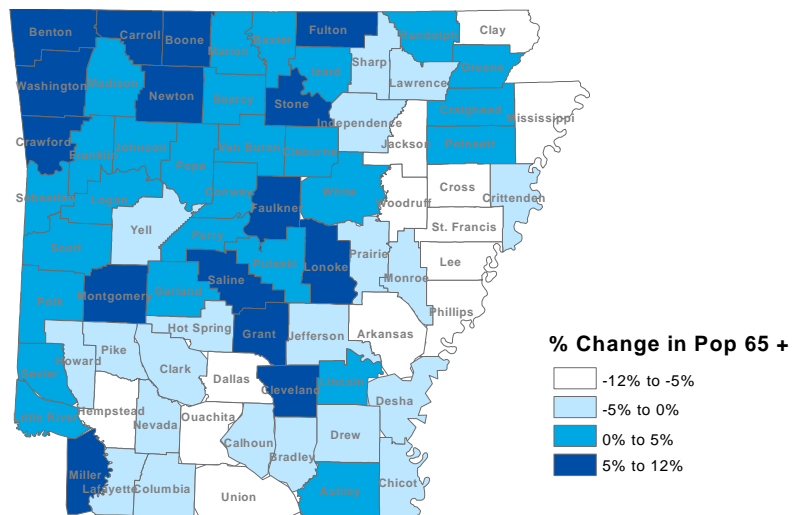 Benton
Carroll
Boone
Marion
Baxter
Fulton
Randolph
Clay
Sharp
Izard
Greene
Washington
Madison
Newton
Searcy
Stone
Lawrence
Independence
Craighead
Mississippi
Crawford
Franklin
Johnson
Pope
Van Buren
Cleburne
Jackson
Poinsett
Sebastian
Logan
Conway
Faulkner
White
Woodruff
Cross
Crittenden
St. Francis
Yell
Scott
Perry
Pulaski
Lonoke
Prairie
Monroe
Lee
Saline
Polk
Montgomery
Garland
Phillips
Hot Spring
Grant
Jefferson
Arkansas
Howard
Pike
Clark
Dallas
Cleveland
Lincoln
Desha
Sevier
Little River
Hempstead
Nevada
Ouachita
Calhoun
Bradley
Drew
Miller
Lafayette
Columbia
Union
Ashley
Chicot
% Change in Pop 65 +
-12% to -5%
-5% to 0%
0% to 5%
5% to 12%